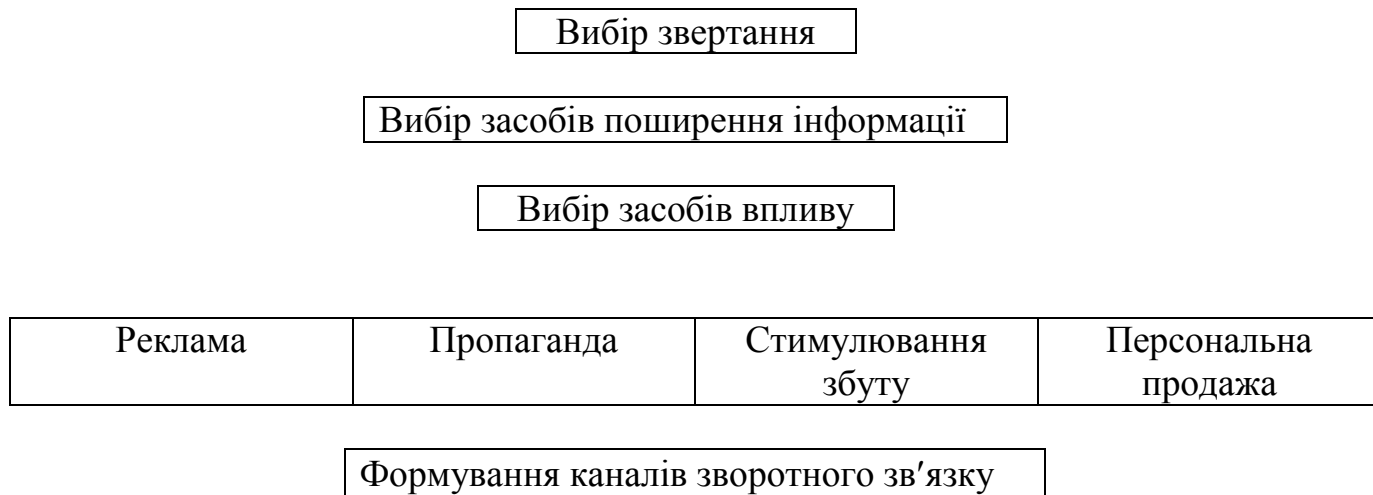 Вибір звертання
Вибір засобів поширення інформації
Вибір засобів впливу
Реклама
Пропаганда
Стимулювання
збуту
Персональна
продажа
Формування каналів зворотного зв′язку